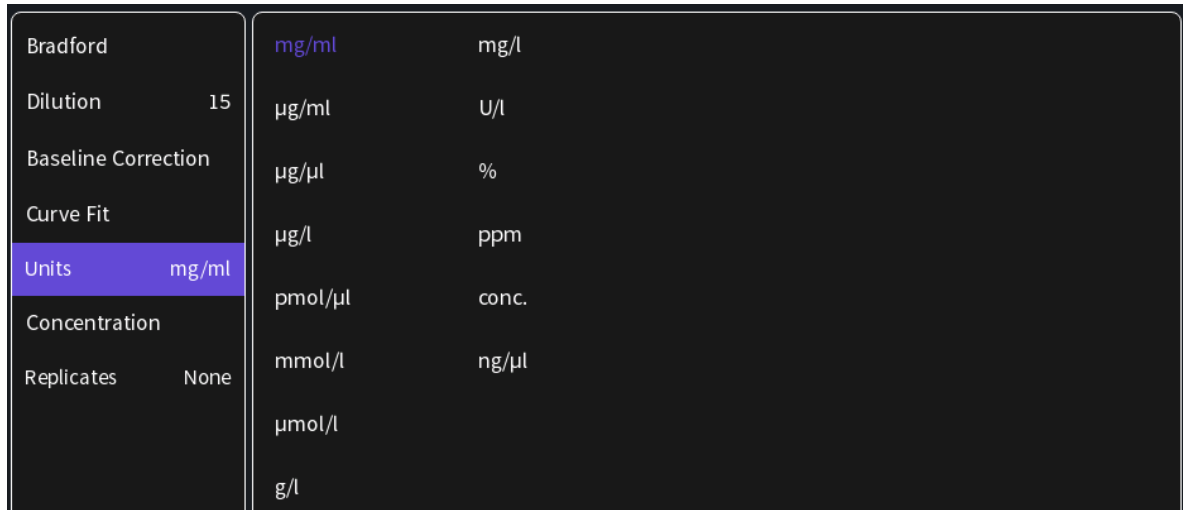 Bradford
Dilution 15
Baseline Correction
Curve Fit
Units mg/ml
Concentration
Replicates None
mg/ml mg/l
µg/ml U/l
µg/µl %
µg/l ppm
pmol/µl conc.
mmol/l ng/µl
µmol/l
g/l